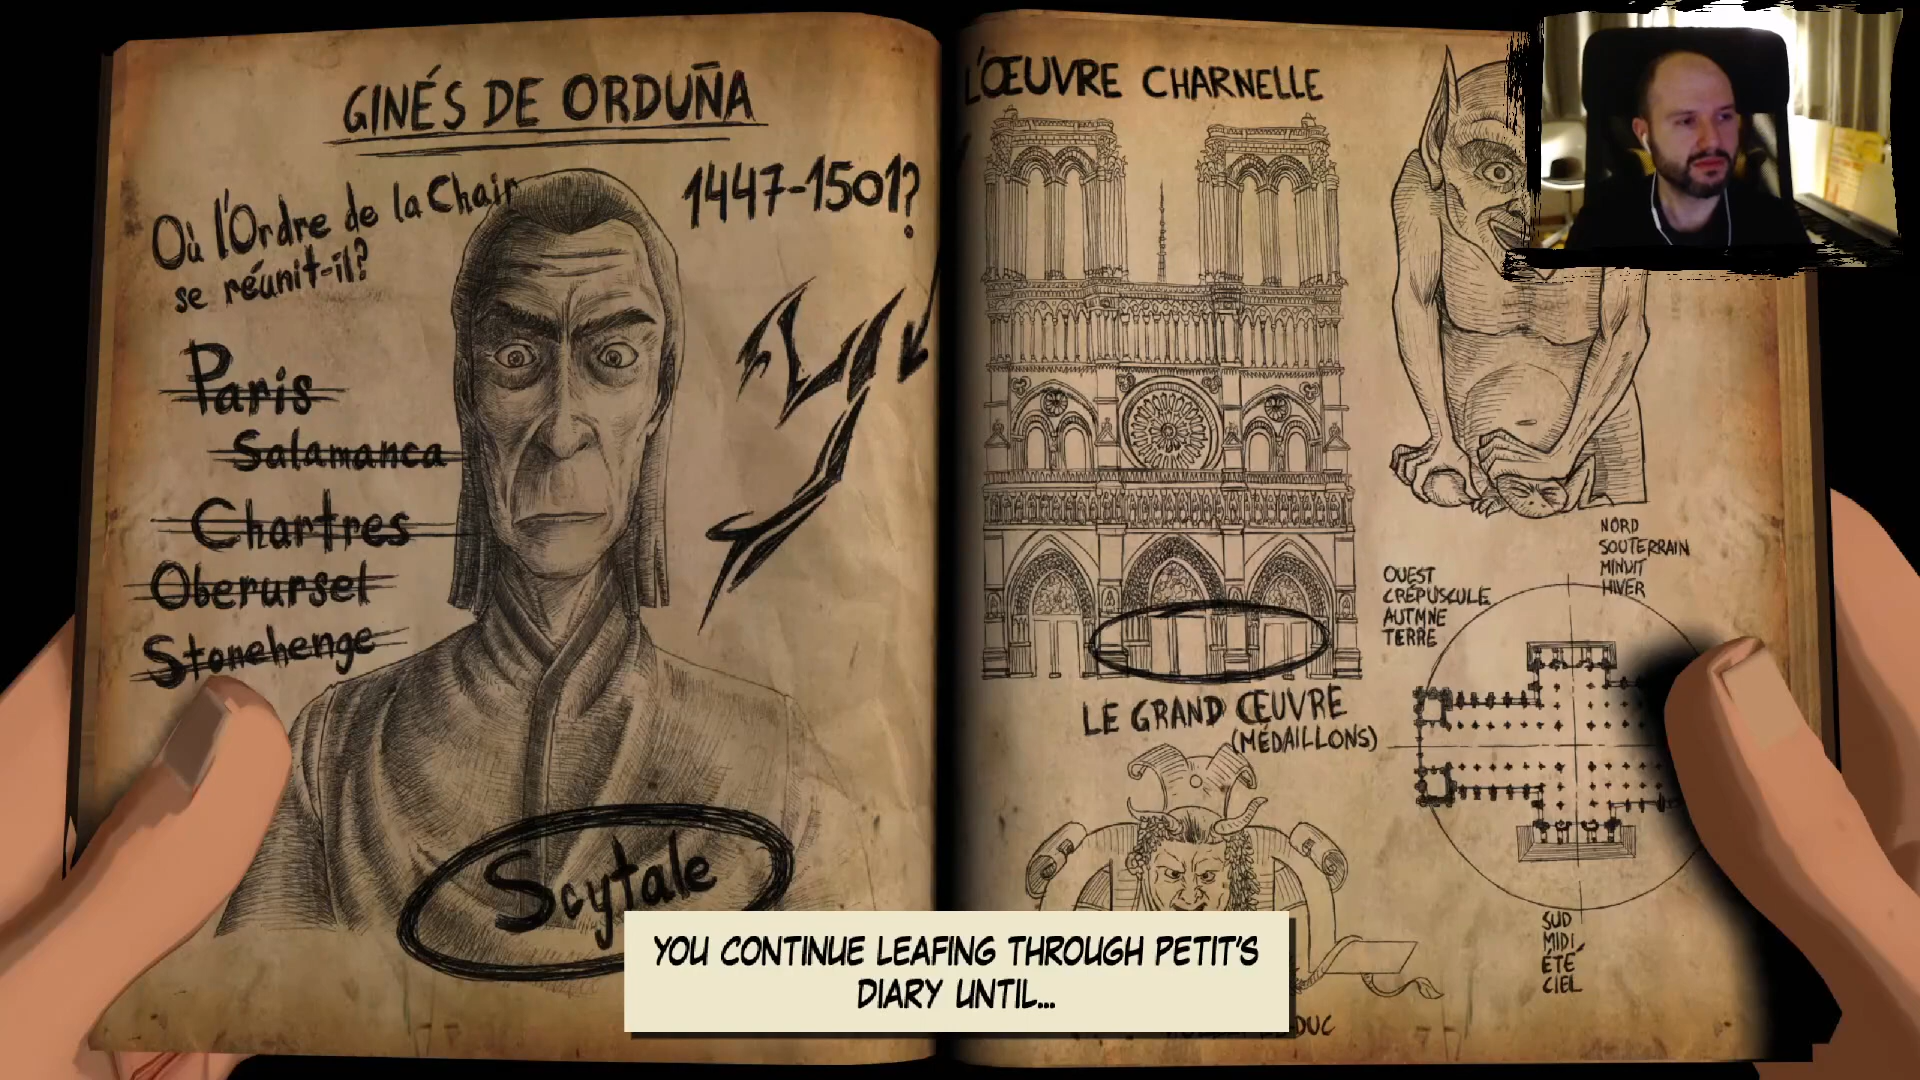 GINÉS DE ORDUÑA
1447-1501?
Où l'Ordre de la Chair
se réunit-il?
Paris
Salamanca
Chartres
Oberursel
Stonehenge
Scytale
L'ŒUVRE CHARNELLE
LE GRAND ŒUVRE
(MÉDAILLONS)
NORD
SOUTERRAIN
MINUIT
HIVER
OUEST
CRÉPUSCULE
AUTMNE
TERRE
SUD
MIDI
ÉTÉ
CIEL
YOU CONTINUE LEAFING THROUGH PETIT'S
DIARY UNTIL...